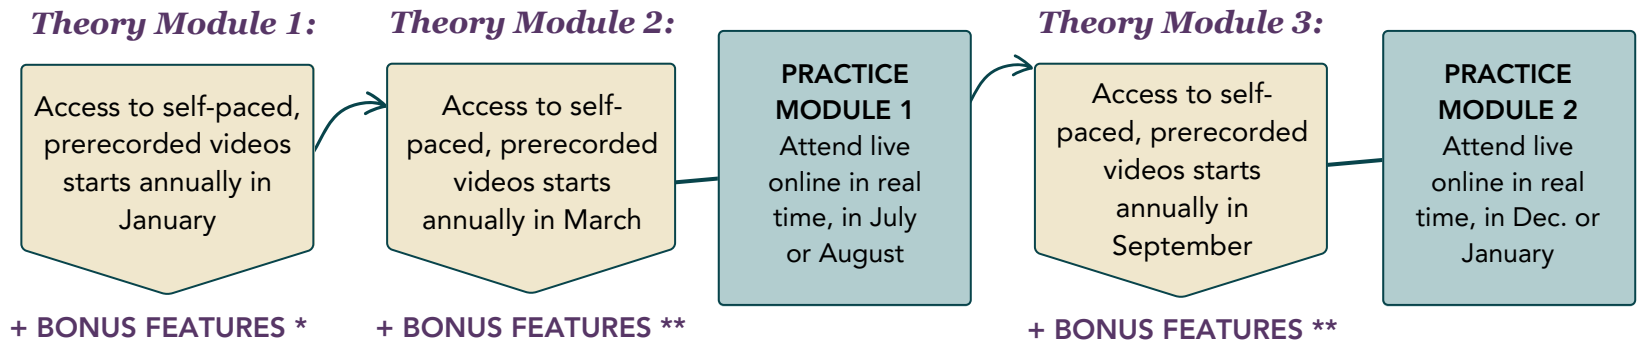 Theory Module 1:
Access to self-paced,
prerecorded videos
starts annually in
January
+ BONUS FEATURES *
Theory Module 2:
Access to self-
paced, prerecorded
videos starts
annually in March
+ BONUS FEATURES **
PRACTICE
MODULE 1
Attend live
online in real
time, in July
or August
Theory Module 3:
Access to self-
paced, prerecorded
videos starts
annually in
September
+ BONUS FEATURES **
PRACTICE
MODULE 2
Attend live
online in real
time, in Dec. or
January